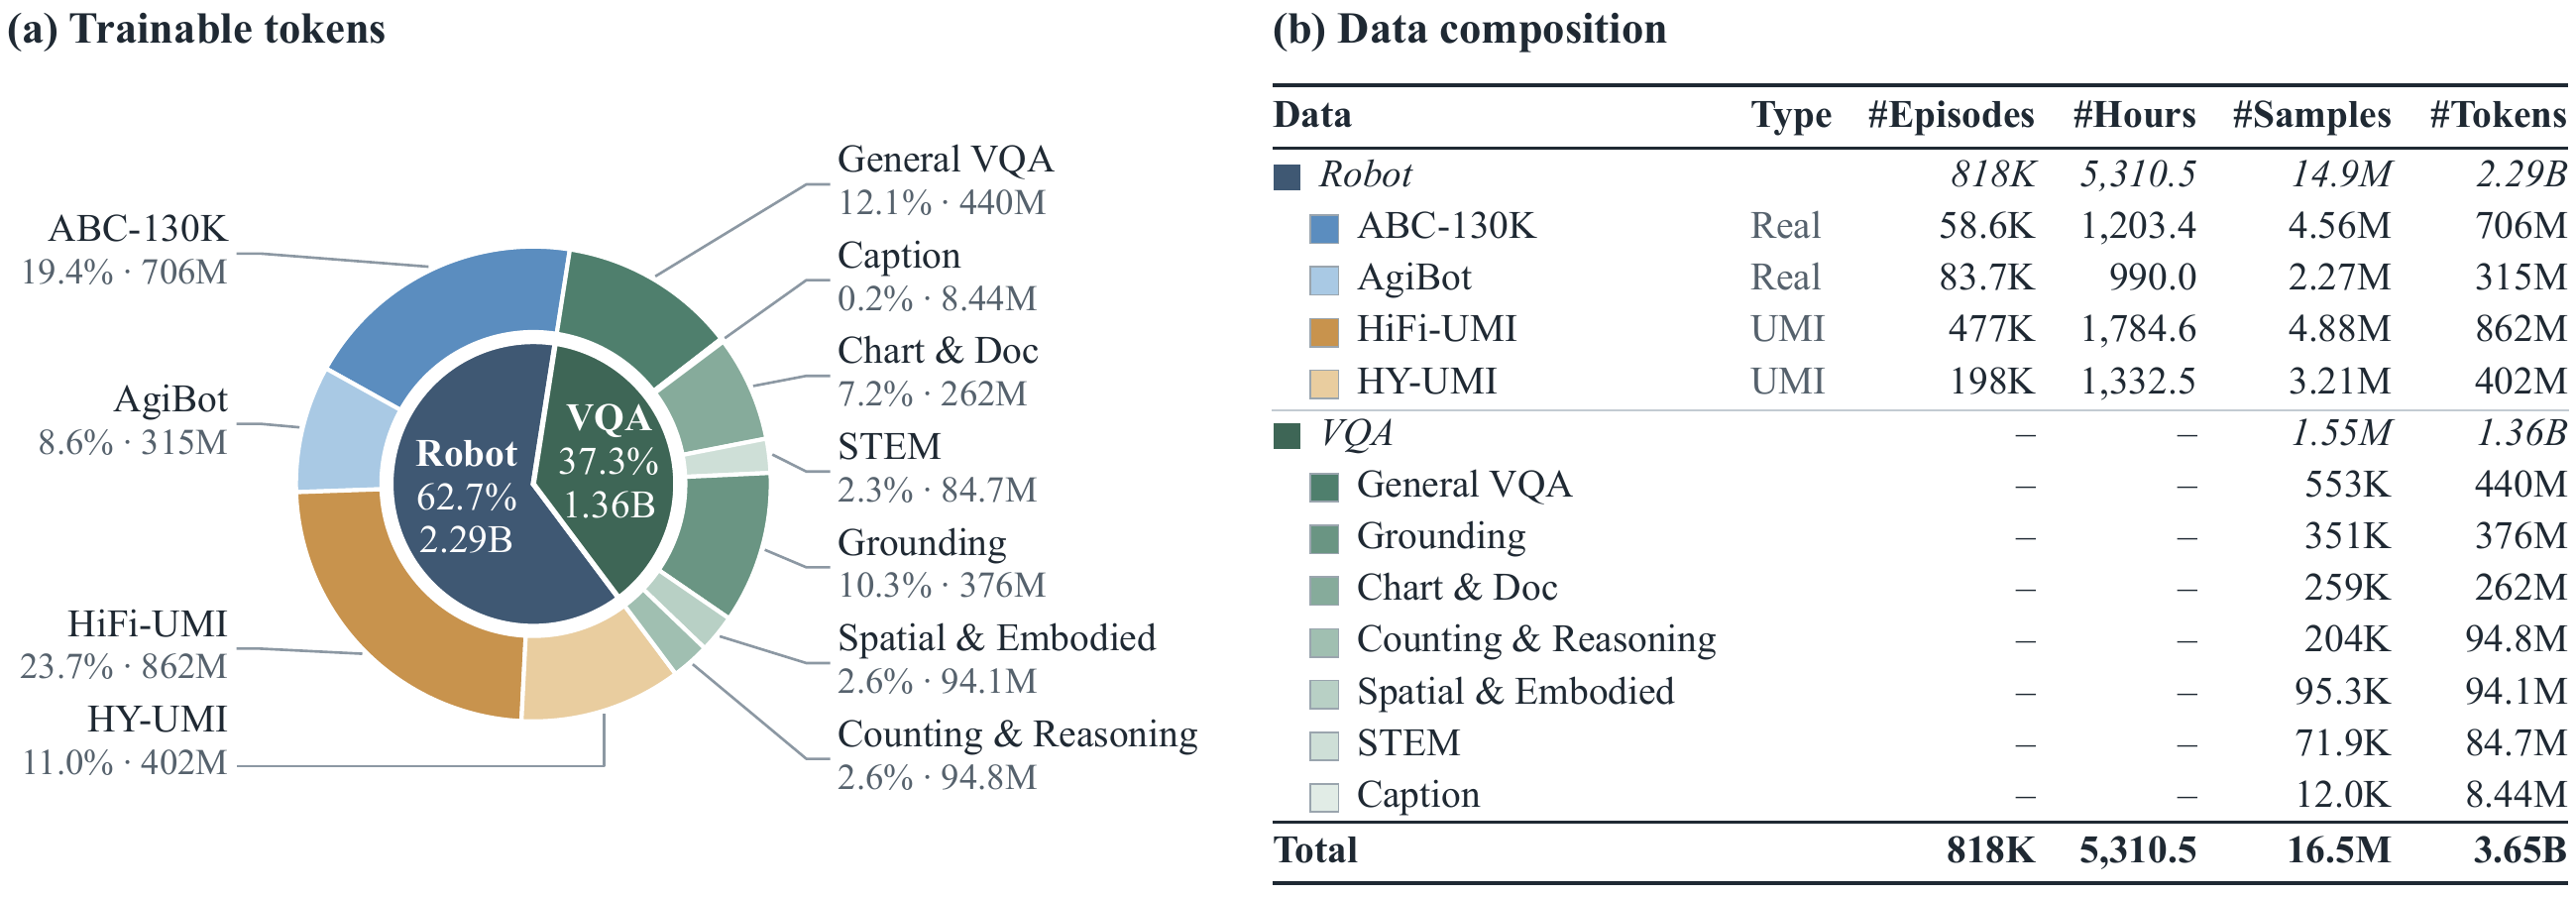 (a) Trainable tokens
ABC-130K
19.4% · 706M
AgiBot
8.6% · 315M
HiFi-UMI
23.7% · 862M
HY-UMI
11.0% · 402M
Robot
62.7%
2.29B
VQA
37.3%
1.36B
General VQA
12.1% · 440M
Caption
0.2% · 8.44M
Chart & Doc
7.2% · 262M
STEM
2.3% · 84.7M
Grounding
10.3% · 376M
Spatial & Embodied
2.6% · 94.1M
Counting & Reasoning
2.6% · 94.8M
(b) Data composition
Data Type #Episodes #Hours #Samples #Tokens
Robot 818K 5,310.5 14.9M 2.29B
ABC-130K Real 58.6K 1,203.4 4.56M 706M
AgiBot Real 83.7K 990.0 2.27M 315M
HiFi-UMI UMI 477K 1,784.6 4.88M 862M
HY-UMI UMI 198K 1,332.5 3.21M 402M
VQA – – 1.55M 1.36B
General VQA – – 553K 440M
Grounding – – 351K 376M
Chart & Doc – – 259K 262M
Counting & Reasoning – – 204K 94.8M
Spatial & Embodied – – 95.3K 94.1M
STEM – – 71.9K 84.7M
Caption – – 12.0K 8.44M
Total 818K 5,310.5 16.5M 3.65B